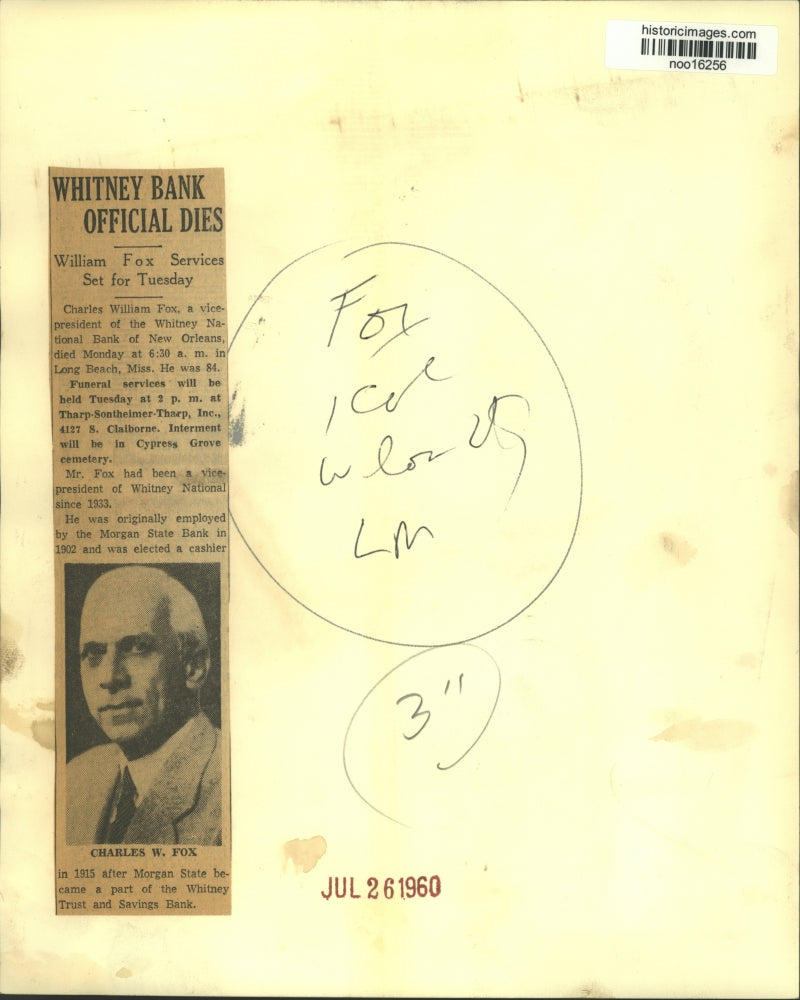 historicimages.com
noo16256
WHITNEY BANK
OFFICIAL DIES
William Fox Services
Set for Tuesday
Charles William Fox, a vice-
president of the Whitney Na-
tional Bank of New Orleans,
died Monday at 6:30 a. m. in
Long Beach, Miss. He was 84.
Funeral services will be
held Tuesday at 2 p. m. at
Tharp-Sontheimer-Tharp, Inc.,
4127 S. Claiborne. Interment
will be in Cypress Grove
cemetery.
Mr. Fox had been a vice-
president of Whitney National
since 1933.
He was originally employed
by the Morgan State Bank in
1902 and was elected a cashier
CHARLES W. FOX
in 1915 after Morgan State be-
came a part of the Whitney
Trust and Savings Bank.
Fox
1 col
LM
3"
JUL 26 1960